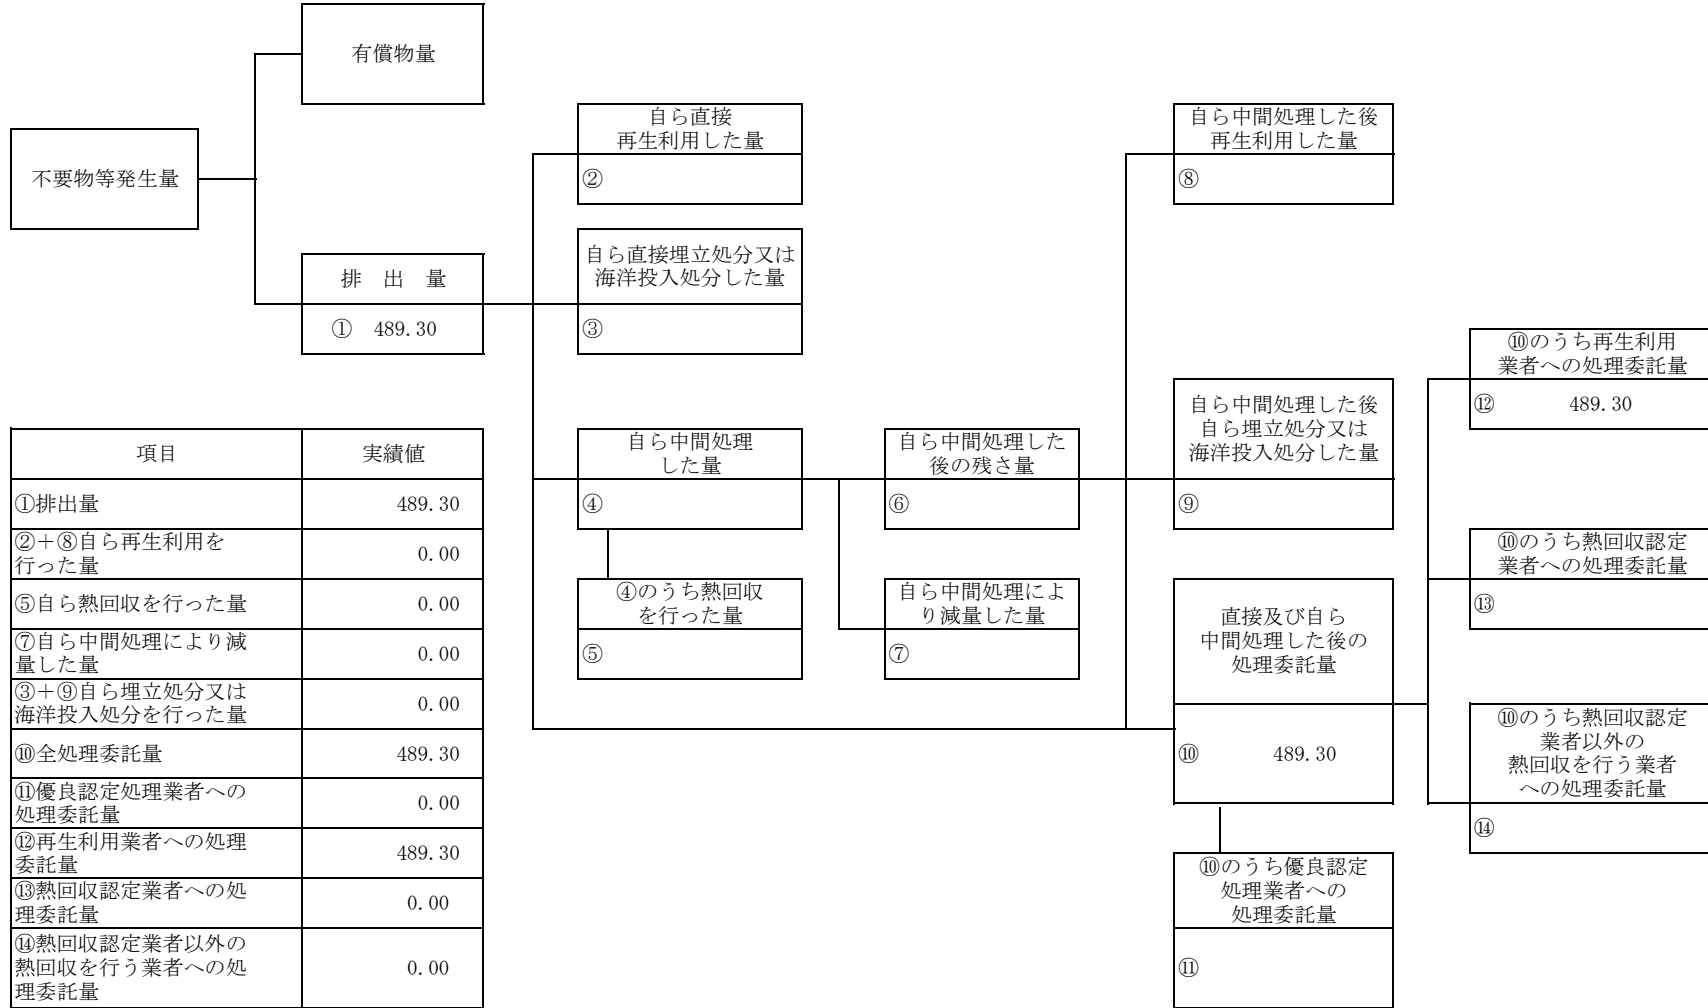 有償物量
不要物等発生量
排 出 量
① 489.30
自ら直接
再生利用した量
②
自ら直接埋立処分又は
海洋投入処分した量
③
自ら中間処理
した量
④
④のうち熱回収
を行った量
⑤
自ら中間処理した
後の残さ量
⑥
自ら中間処理によ
り減量した量
⑦
自ら中間処理した後
再生利用した量
⑧
自ら中間処理した後
自ら埋立処分又は
海洋投入処分した量
⑨
直接及び自ら
中間処理した後の
処理委託量
⑩ 489.30
⑩のうち優良認定
処理業者への
処理委託量
⑪
⑩のうち再生利用
業者への処理委託量
⑫ 489.30
⑩のうち熱回収認定
業者への処理委託量
⑬
⑩のうち熱回収認定
業者以外の
熱回収を行う業者
への処理委託量
⑭
項目 実績値
①排出量 489.30
②+⑧自ら再生利用を
行った量 0.00
⑤自ら熱回収を行った量 0.00
⑦自ら中間処理により減
量した量 0.00
③+⑨自ら埋立処分又は
海洋投入処分を行った量 0.00
⑩全処理委託量 489.30
⑪優良認定処理業者への
処理委託量 0.00
⑫再生利用業者への処理
委託量 489.30
⑬熱回収認定業者への処
理委託量 0.00
⑭熱回収認定業者以外の
熱回収を行う業者への処
理委託量 0.00